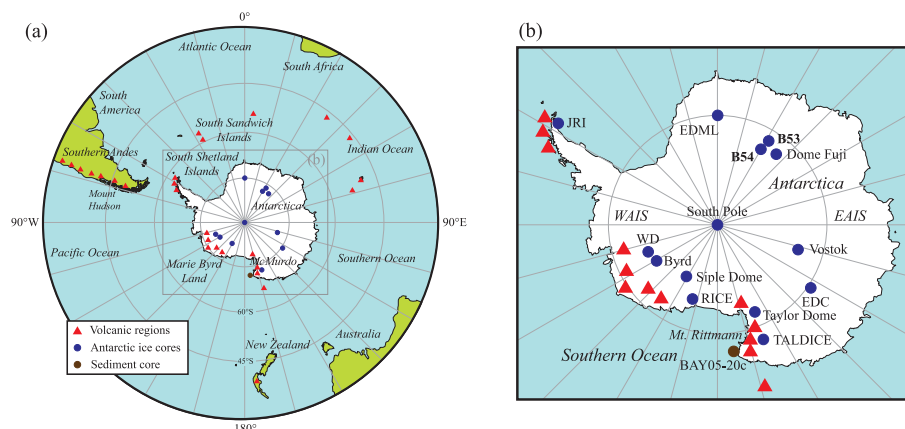 (a)
0°
Atlantic Ocean
South Africa
South
America
South Sandwich
Islands
Indian Ocean
Southern Andes
South Shetland
Islands
(b)
Mount
Hudson
Antarctica
90°W
90°E
Pacific Ocean
McMurdo
Southern Ocean
Marie Byrd
Land
60°S
Volcanic regions
Antarctic ice cores
Sediment core
New Zealand
Australia
45°S
180°
(b)
JRI
EDML
B53
B54
Dome Fuji
Antarctica
WAIS
South Pole
EAIS
WD
Byrd
Vostok
Siple Dome
RICE
EDC
Taylor Dome
Mt. Rittmann
TALDICE
Southern Ocean
BAY05-20c